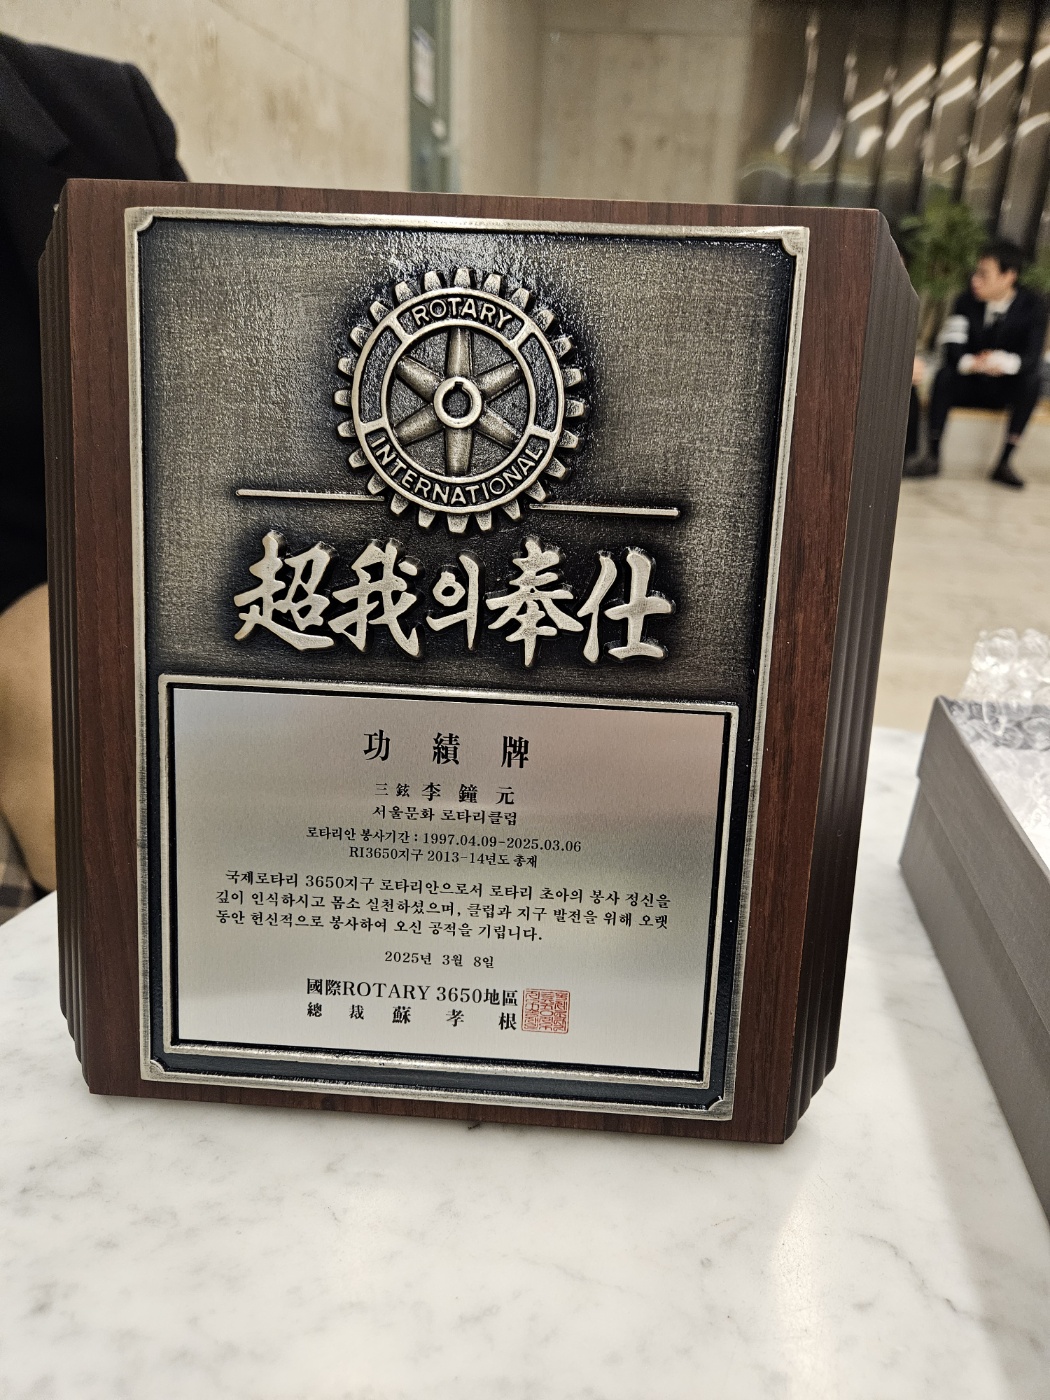 ROTARY
INTERNATIONAL
超我의奉仕
功績牌
三鉉 李鐘元
서울문화 로타리클럽
로타리안 봉사기간 : 1997.04.09-2025.03.06
RI3650지구 2013-14년도 총재
국제로타리 3650지구 로타리안으로서 로타리 초아의 봉사 정신을
깊이 인식하시고 몸소 실천하셨으며, 클럽과 지구 발전을 위해 오랫
동안 헌신적으로 봉사하여 오신 공적을 기립니다.
2025년 3월 8일
國際ROTARY 3650地區
總裁 蘇孝根